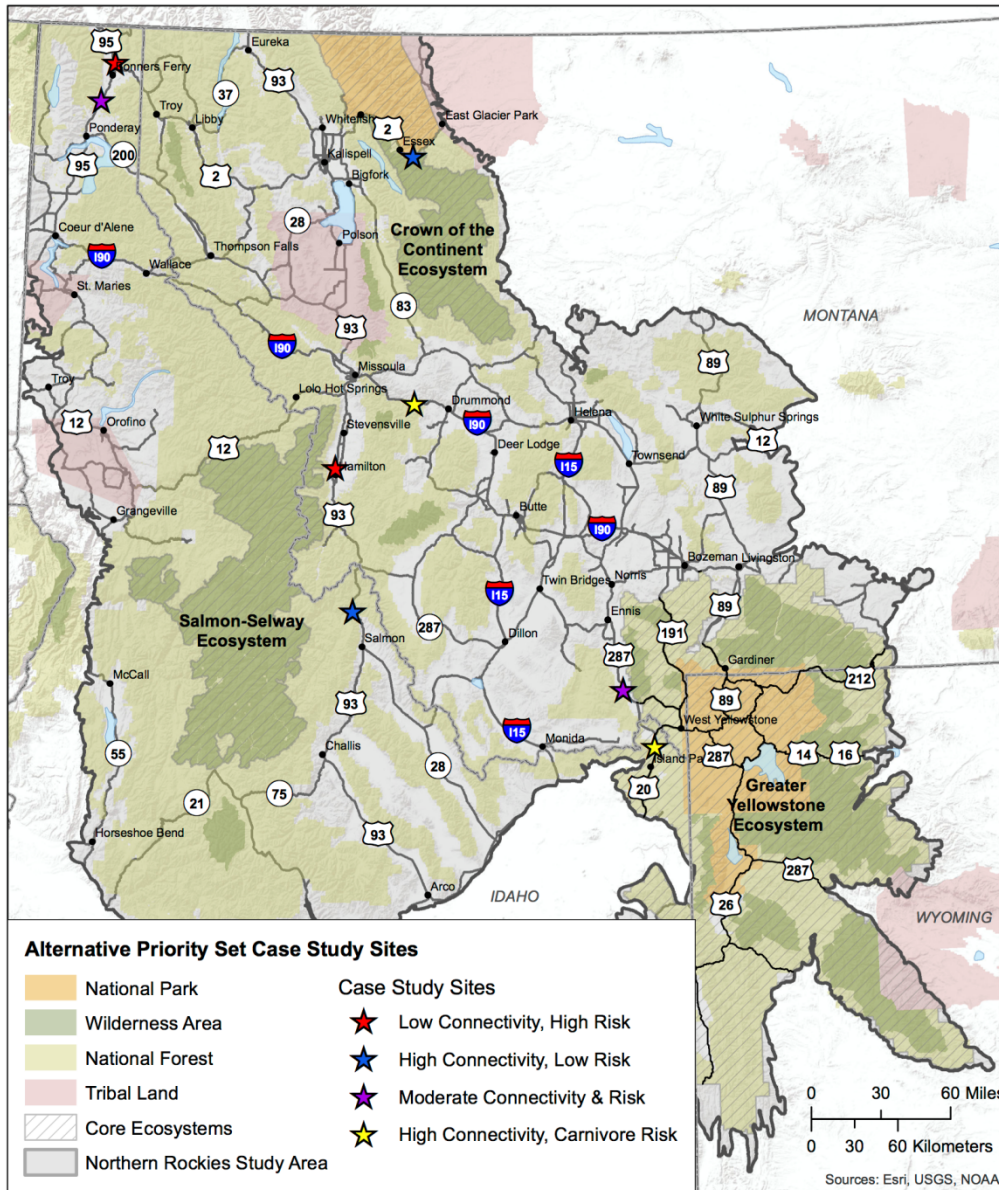 95
Bonners Ferry
Eureka
93
37
Troy
Libby
Whitefish
2
East Glacier Park
Essex
Ponderay
200
95
2
Kalispell
Bigfork
28
Crown of the
Continent
Ecosystem
Coeur d'Alene
I90
Thompson Falls
Polson
Wallace
St. Maries
83
MONTANA
93
I90
89
Missoula
Troy
Lolo Hot Springs
Drummond
I90
Helena
White Sulphur Springs
12
Orofino
12
Stevensville
Deer Lodge
I15
Townsend
12
Hamilton
89
93
Grangeville
Butte
I90
Bozeman
Livingston
I15
Twin Bridges
Norris
Salmon-Selway
Ecosystem
287
Ennis
89
191
Salmon
Dillon
287
Gardiner
212
McCall
93
89
West Yellowstone
I15
Monida
55
Challis
28
Island Pa
287
14
16
21
75
20
Greater
Yellowstone
Ecosystem
93
Horseshoe Bend
287
Arco
IDAHO
26
WYOMING
Alternative Priority Set Case Study Sites
National Park
Wilderness Area
National Forest
Tribal Land
Core Ecosystems
Northern Rockies Study Area
Case Study Sites
Low Connectivity, High Risk
High Connectivity, Low Risk
Moderate Connectivity & Risk
High Connectivity, Carnivore Risk
0 30 60 Miles
0 30 60 Kilometers
Sources: Esri, USGS, NOAA